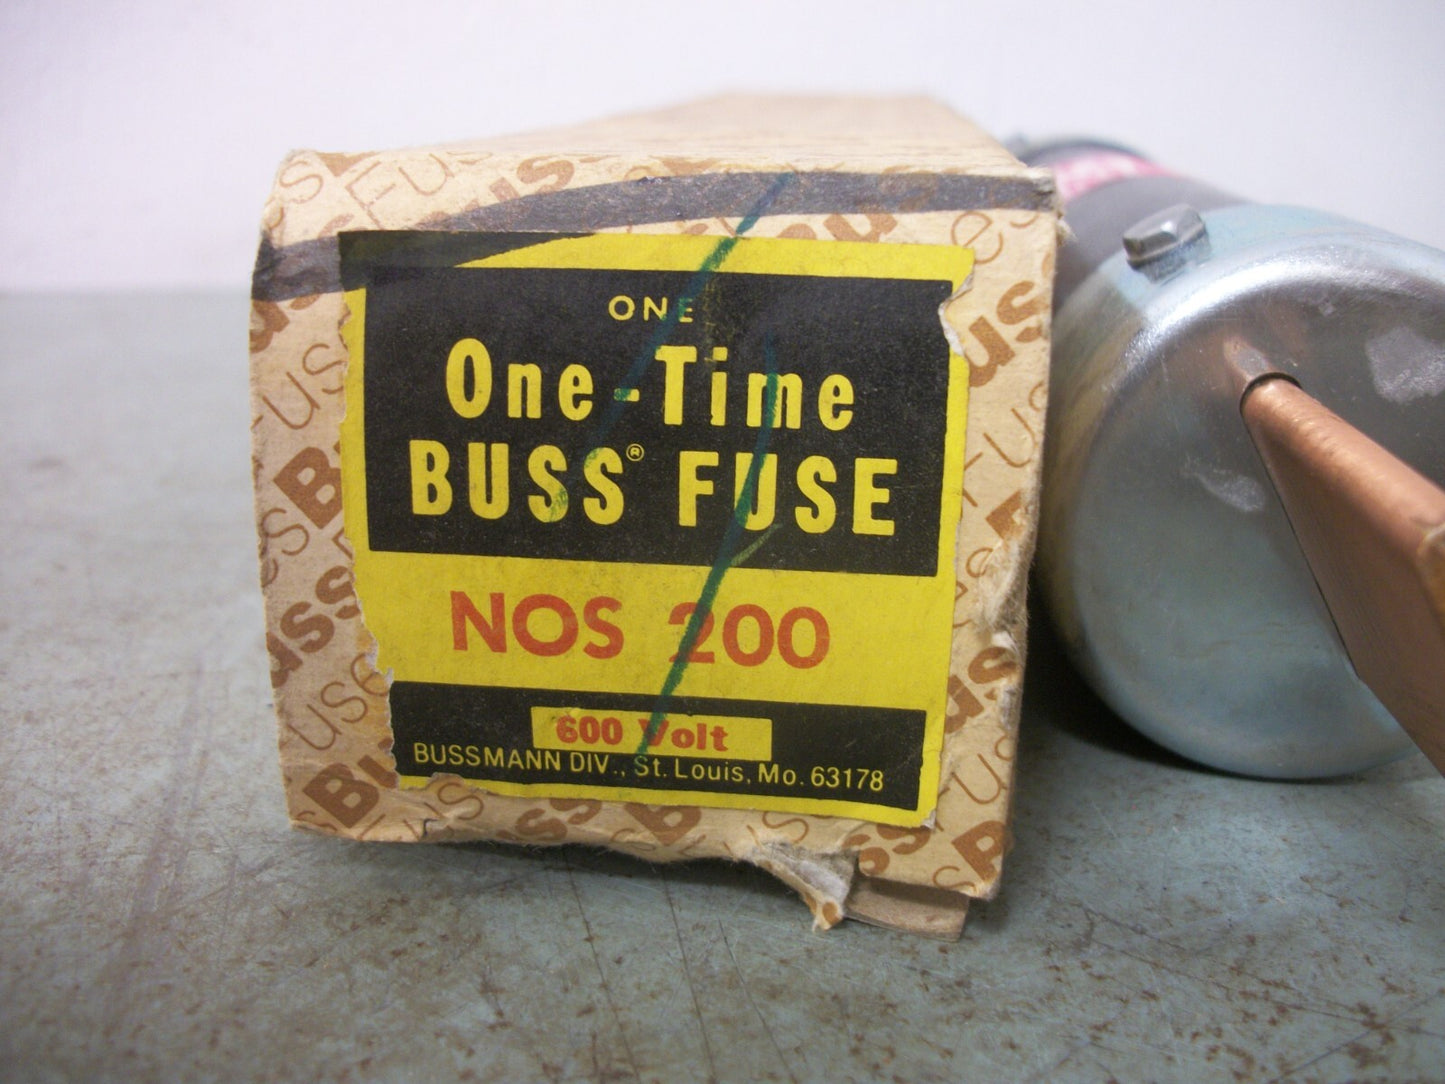 ONE
One-Time
BUSS® FUSE
NOS 200
600 Volt
BUSSMANN DIV., St. Louis, Mo. 63178